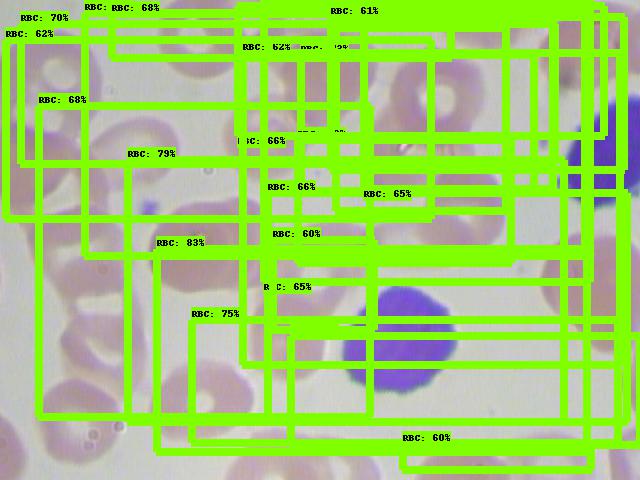 RBC: 68%
RBC: 61%
RBC: 70%
RBC: 62%
RBC: 62%
RBC: 68%
RBC: 66%
RBC: 79%
RBC: 66%
RBC: 65%
RBC: 60%
RBC: 83%
RBC: 65%
RBC: 75%
RBC: 60%